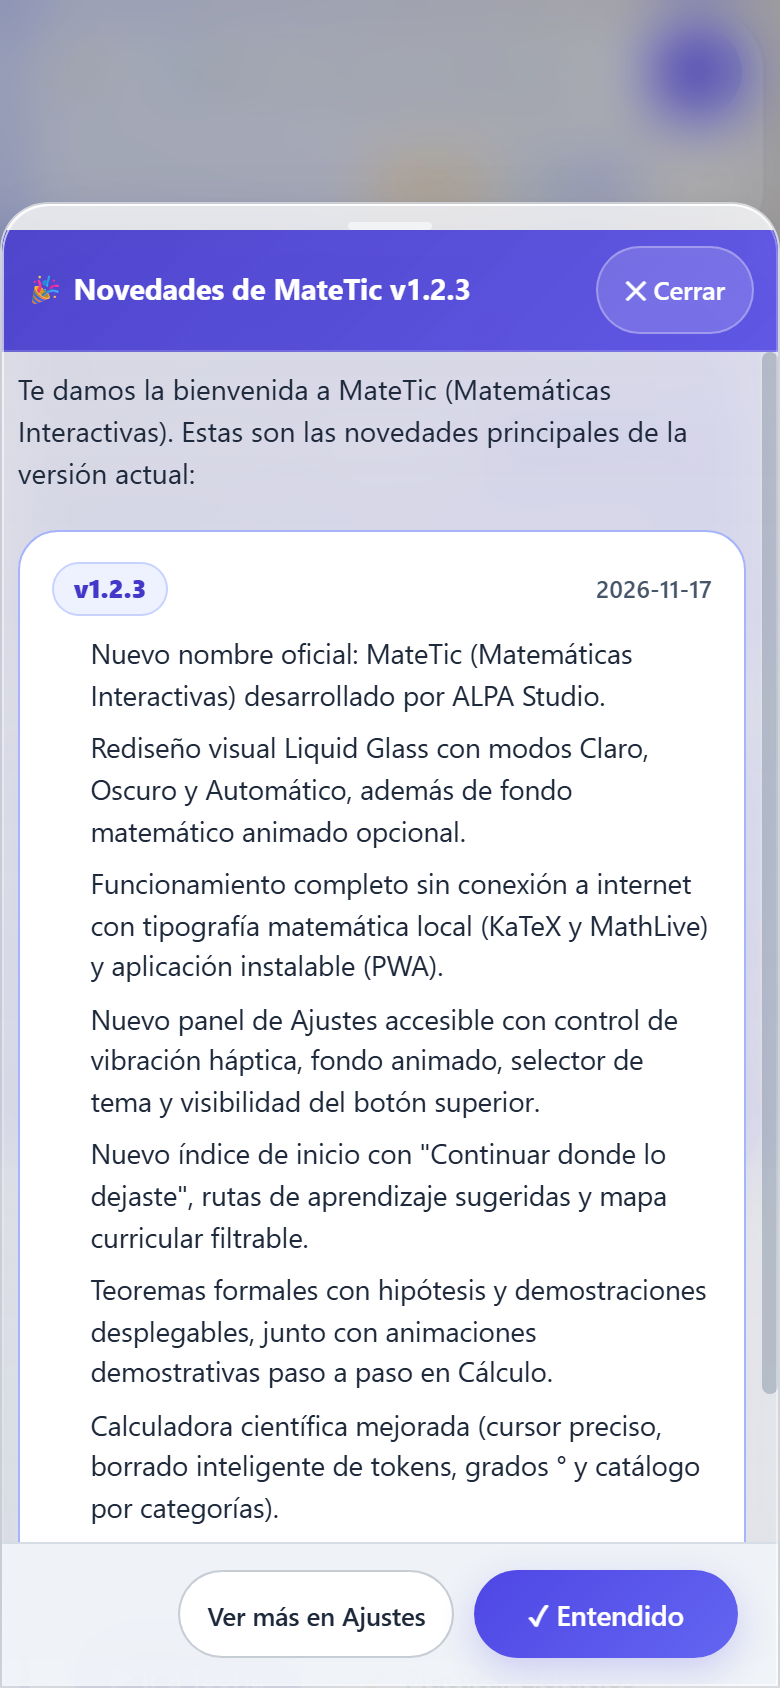 🎉 Novedades de MateTic v1.2.3
✕ Cerrar
Te damos la bienvenida a MateTic (Matemáticas
Interactivas). Estas son las novedades principales de la
versión actual:
v1.2.3
2026-11-17
Nuevo nombre oficial: MateTic (Matemáticas
Interactivas) desarrollado por ALPA Studio.
Rediseño visual Liquid Glass con modos Claro,
Oscuro y Automático, además de fondo
matemático animado opcional.
Funcionamiento completo sin conexión a internet
con tipografía matemática local (KaTeX y MathLive)
y aplicación instalable (PWA).
Nuevo panel de Ajustes accesible con control de
vibración háptica, fondo animado, selector de
tema y visibilidad del botón superior.
Nuevo índice de inicio con "Continuar donde lo
dejaste", rutas de aprendizaje sugeridas y mapa
curricular filtrable.
Teoremas formales con hipótesis y demostraciones
desplegables, junto con animaciones
demostrativas paso a paso en Cálculo.
Calculadora científica mejorada (cursor preciso,
borrado inteligente de tokens, grados ° y catálogo
por categorías).
Ver más en Ajustes
✓ Entendido